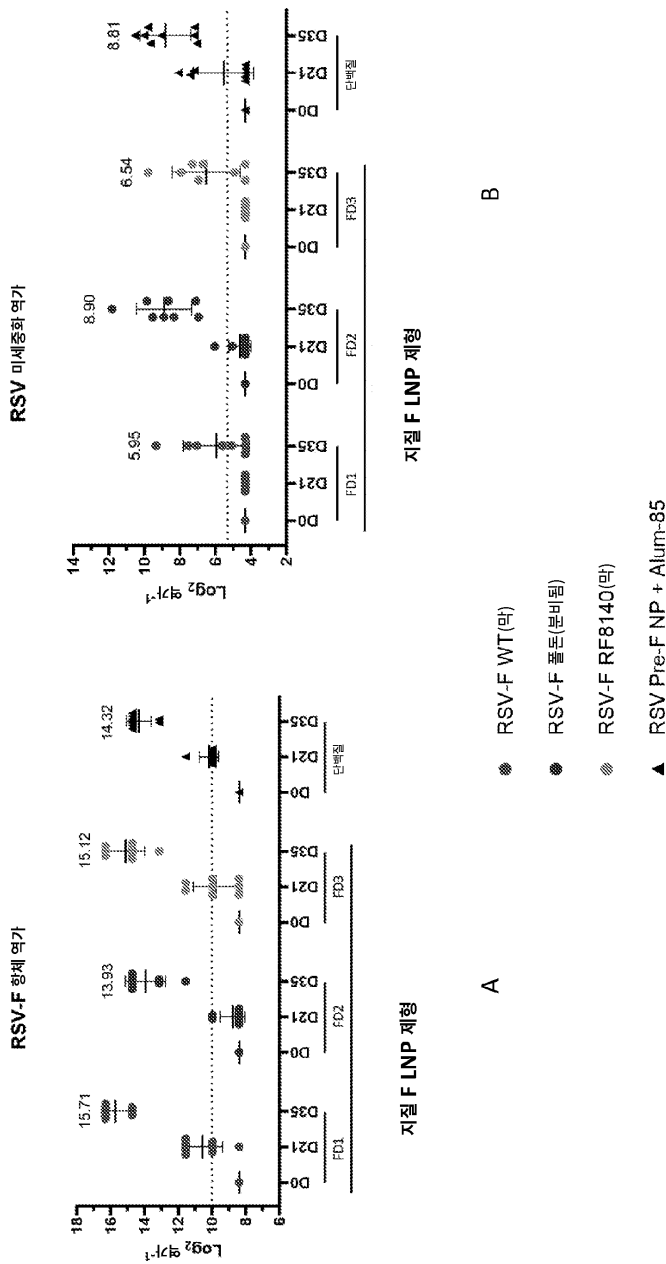 RSV-F 항체 역가
Log₂ 역가⁻¹
18
16
14
12
10
8
6
15.71
13.93
15.12
14.32
D0 D21 D35 D0 D21 D35 D0 D21 D35 D0 D21 D35
FD1 FD2 FD3 단백질
지질 F LNP 제형
A
RSV 미세중화 역가
Log₂ 역가⁻¹
14
12
10
8
6
4
2
5.95
8.90
6.54
8.81
D0 D21 D35 D0 D21 D35 D0 D21 D35 D0 D21 D35
FD1 FD2 FD3 단백질
지질 F LNP 제형
B
RSV-F WT(막)
RSV-F 폴돈(분비됨)
RSV-F RF8140(막)
RSV Pre-F NP + Alum-85